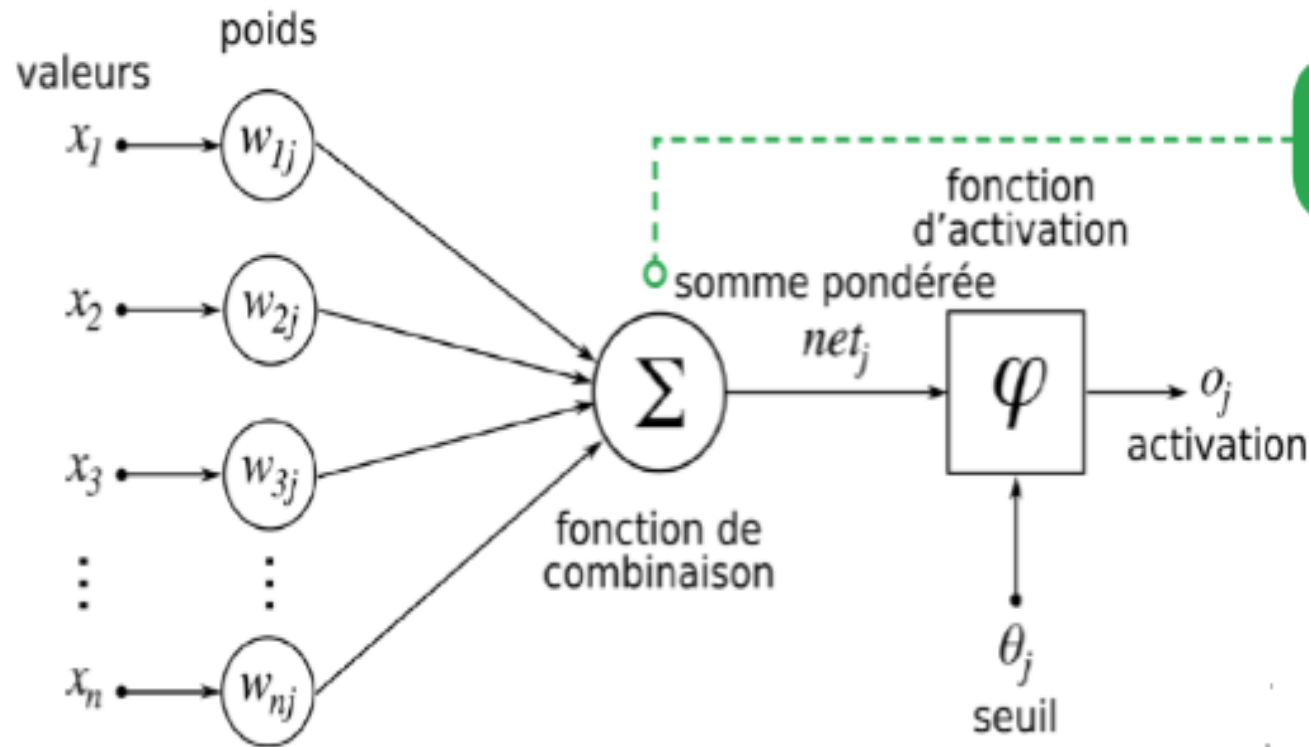 poids
valeurs
x1
w1j
fonction
d'activation
x2
w2j
somme pondérée
netj
Σ
φ
oj
activation
x3
w3j
fonction de
combinaison
⋮
⋮
θj
seuil
xn
wnj